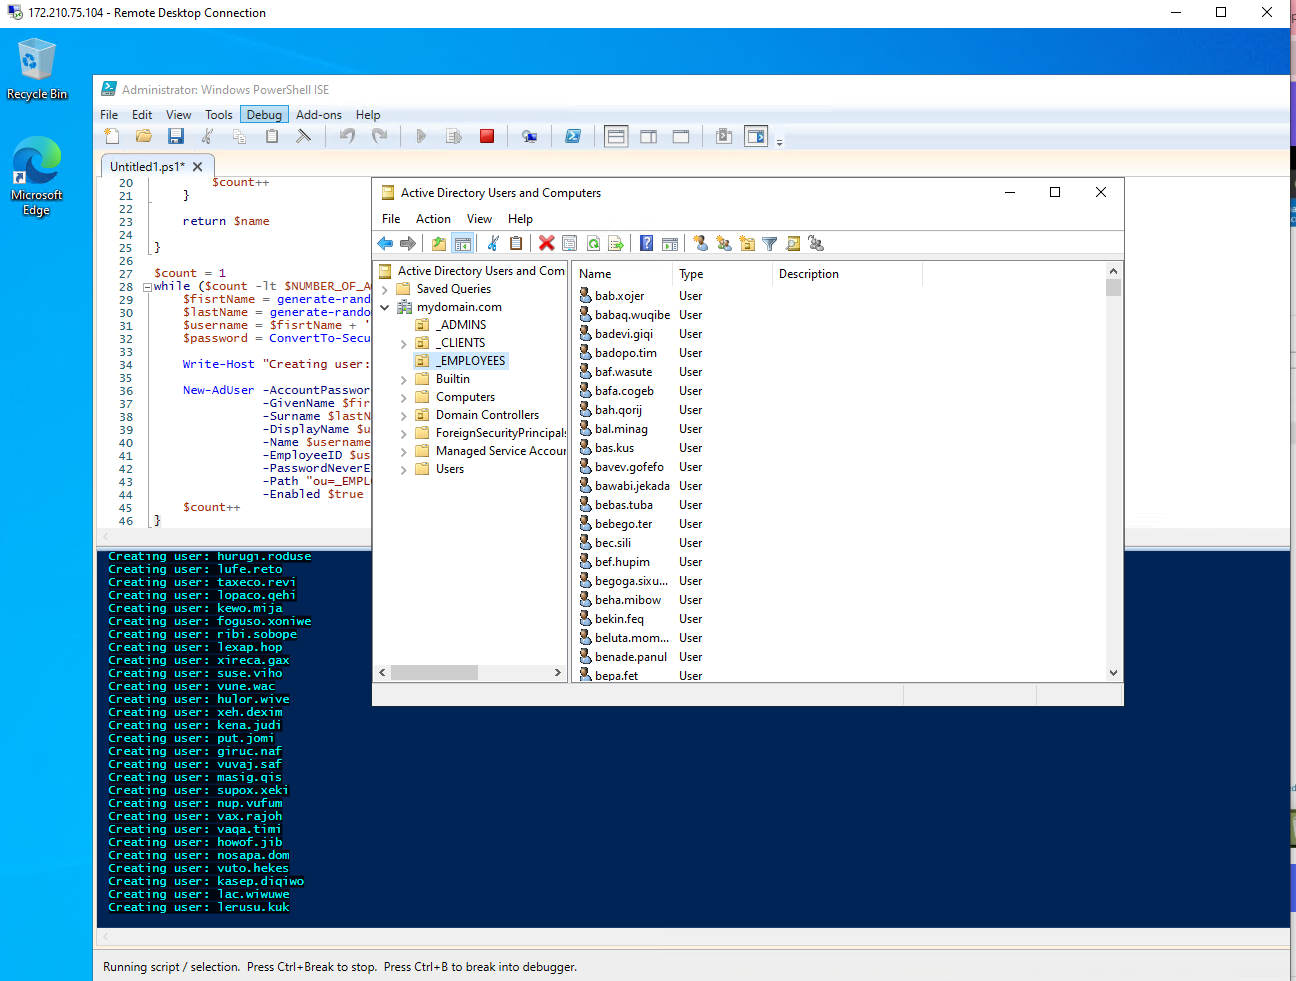 172.210.75.104 - Remote Desktop Connection
Recycle Bin
Microsoft
Edge
Administrator: Windows PowerShell ISE
File Edit View Tools Debug Add-ons Help
Untitled1.ps1*
20 $count++
21 }
22
23 return $name
24
25 }
26
27 $count = 1
28 while ($count -lt $NUMBER_OF_A
29 $fisrtName = generate-rand
30 $lastName = generate-rando
31 $username = $fisrtName + '
32 $password = ConvertTo-Secu
33
34 Write-Host "Creating user:
35
36 New-AdUser -AccountPasswor
37 -GivenName $fir
38 -Surname $lastN
39 -DisplayName $u
40 -Name $username
41 -EmployeeID $us
42 -PasswordNeverE
43 -Path "ou=_EMPL
44 -Enabled $true
45 $count++
46 }
Active Directory Users and Computers
File Action View Help
Active Directory Users and Com
Saved Queries
mydomain.com
_ADMINS
_CLIENTS
_EMPLOYEES
Builtin
Computers
Domain Controllers
ForeignSecurityPrincipals
Managed Service Accour
Users
Name Type Description
bab.xojer User
babaq.wuqibe User
badevi.giqi User
badopo.tim User
baf.wasute User
bafa.cogeb User
bah.qorij User
bal.minag User
bas.kus User
bavev.gofefo User
bawabi.jekada User
bebas.tuba User
bebego.ter User
bec.sili User
bef.hupim User
begoga.sixu... User
beha.mibow User
bekin.feq User
beluta.mom... User
benade.panul User
bepa.fet User
Creating user: hurugi.roduse
Creating user: lufe.reto
Creating user: taxeco.revi
Creating user: lopaco.qehi
Creating user: kewo.mija
Creating user: foguso.xoniwe
Creating user: ribi.sobope
Creating user: lexap.hop
Creating user: xireca.gax
Creating user: suse.viho
Creating user: vune.wac
Creating user: hulor.wive
Creating user: xeh.dexim
Creating user: kena.judi
Creating user: put.jomi
Creating user: giruc.naf
Creating user: vuvaj.saf
Creating user: masig.qis
Creating user: supox.xeki
Creating user: nup.vufum
Creating user: vax.rajoh
Creating user: vaqa.timi
Creating user: howof.jib
Creating user: nosapa.dom
Creating user: vuto.hekes
Creating user: kasep.diqiwo
Creating user: lac.wiwuwe
Creating user: lerusu.kuk
Running script / selection. Press Ctrl+Break to stop. Press Ctrl+B to break into debugger.